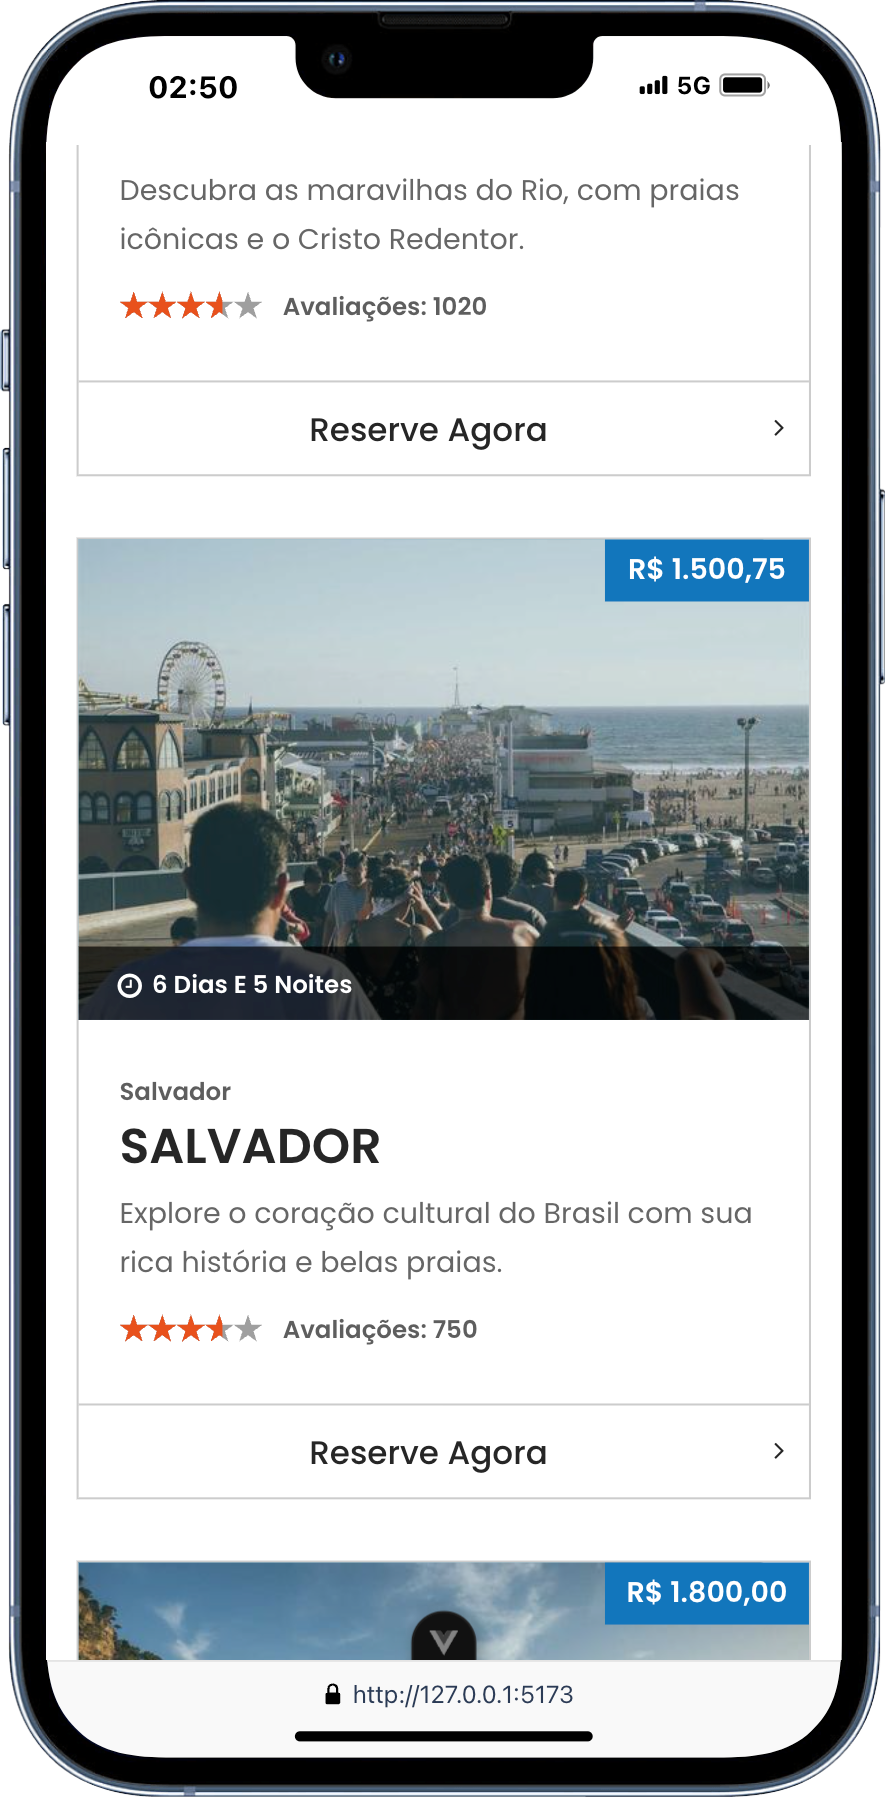 02:50
5G
Descubra as maravilhas do Rio, com praias
icônicas e o Cristo Redentor.
Avaliações: 1020
Reserve Agora
R$ 1.500,75
5
6 Dias E 5 Noites
Salvador
SALVADOR
Explore o coração cultural do Brasil com sua
rica história e belas praias.
Avaliações: 750
Reserve Agora
R$ 1.800,00
http://127.0.0.1:5173